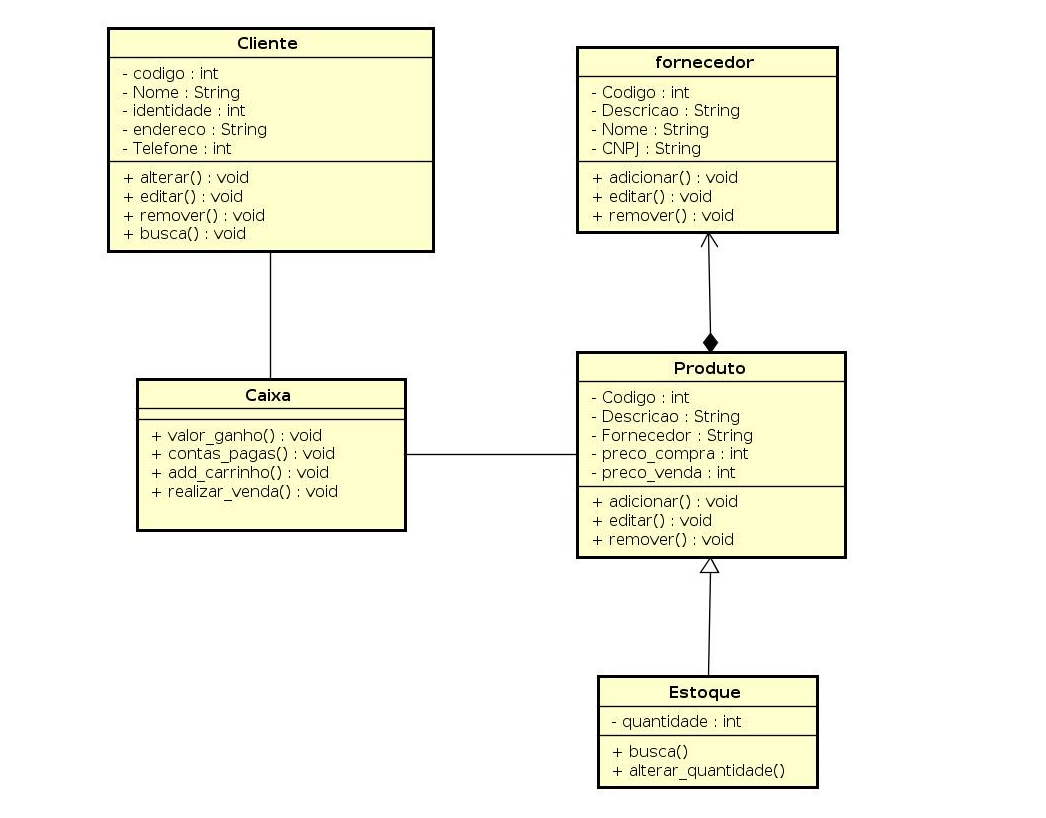 Cliente
- codigo : int
- Nome : String
- identidade : int
- endereco : String
- Telefone : int
+ alterar() : void
+ editar() : void
+ remover() : void
+ busca() : void
fornecedor
- Codigo : int
- Descricao : String
- Nome : String
- CNPJ : String
+ adicionar() : void
+ editar() : void
+ remover() : void
Caixa
+ valor_ganho() : void
+ contas_pagas() : void
+ add_carrinho() : void
+ realizar_venda() : void
Produto
- Codigo : int
- Descricao : String
- Fornecedor : String
- preco_compra : int
- preco_venda : int
+ adicionar() : void
+ editar() : void
+ remover() : void
Estoque
- quantidade : int
+ busca()
+ alterar_quantidade()